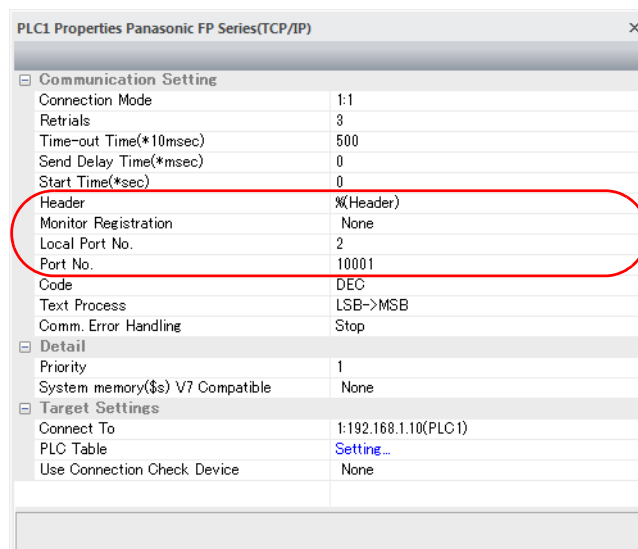 PLC1 Properties Panasonic FP Series(TCP/IP)
Communication Setting
Connection Mode 1:1
Retrials 3
Time-out Time(*10msec) 500
Send Delay Time(*msec) 0
Start Time(*sec) 0
Header %(Header)
Monitor Registration None
Local Port No. 2
Port No. 10001
Code DEC
Text Process LSB->MSB
Comm. Error Handling Stop
Detail
Priority 1
System memory($s) V7 Compatible None
Target Settings
Connect To 1:192.168.1.10(PLC1)
PLC Table Setting...
Use Connection Check Device None